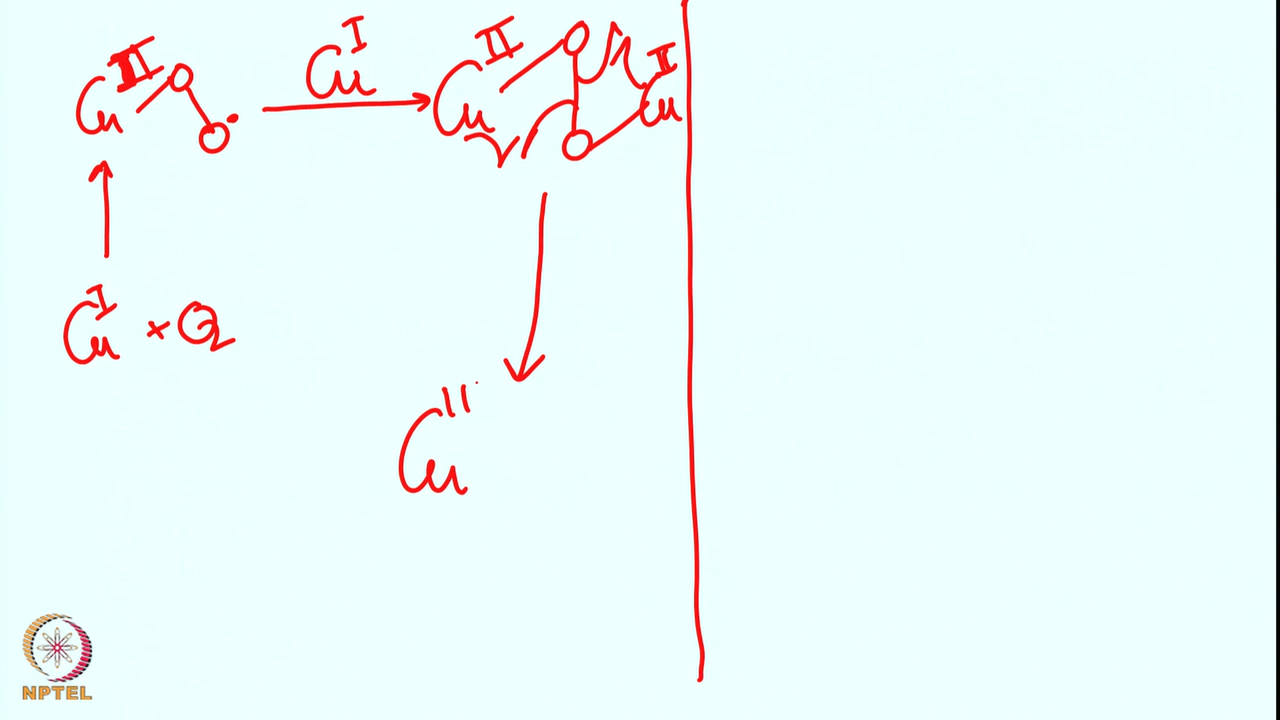 Cu^II O O• Cu^I Cu^II O O Cu^I
Cu^I + O2
Cu^II
NPTEL